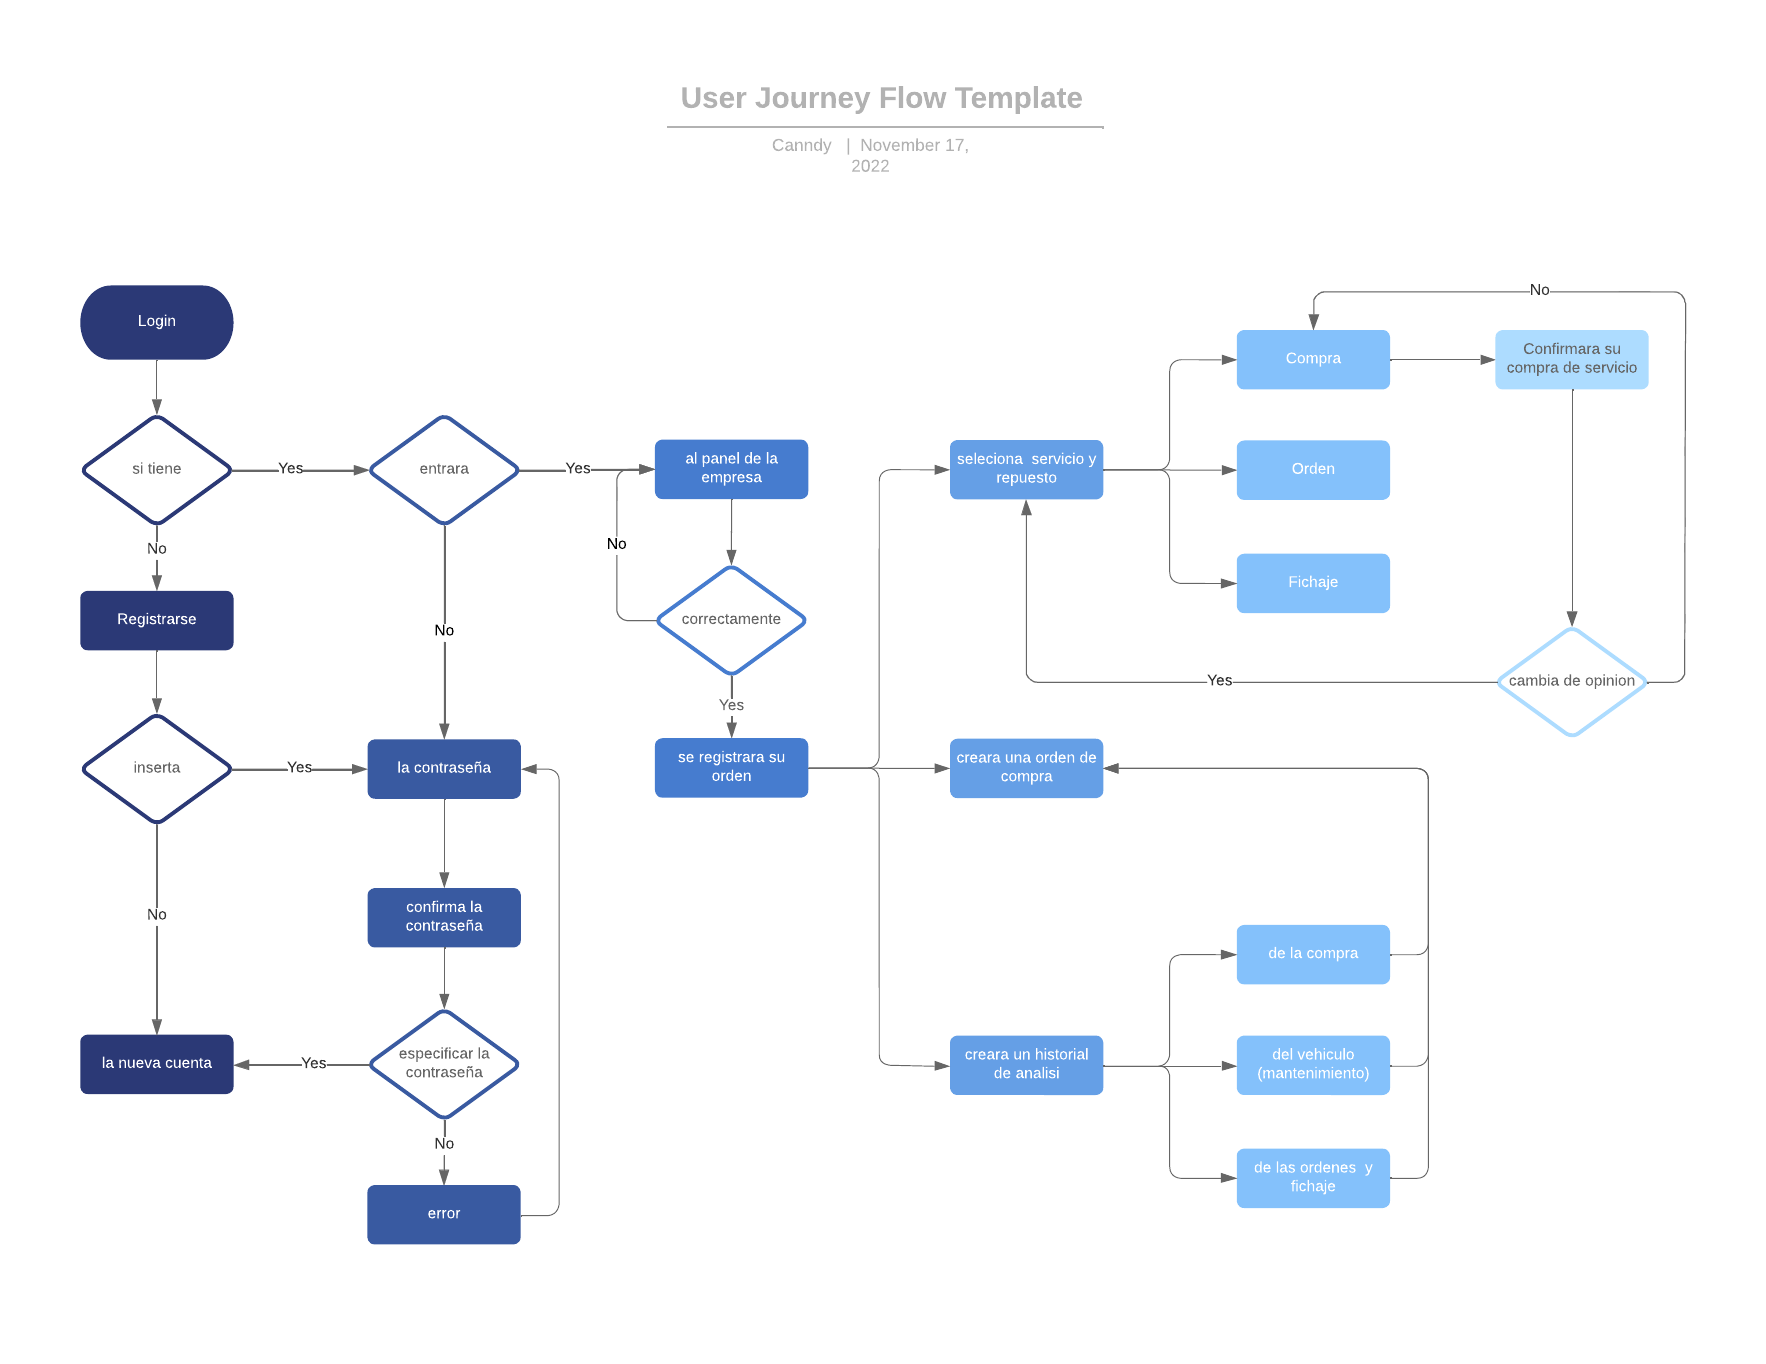 User Journey Flow Template
Canndy | November 17,
2022
Login
si tiene
Yes
entrara
Yes
al panel de la
empresa
No
Registrarse
No
No
correctamente
Yes
inserta
Yes
la contraseña
se registrara su
orden
No
confirma la
contraseña
la nueva cuenta
Yes
especificar la
contraseña
No
error
seleciona servicio y
repuesto
Compra
Confirmara su
compra de servicio
No
Orden
Fichaje
Yes
cambia de opinion
creara una orden de
compra
creara un historial
de analisi
de la compra
del vehiculo
(mantenimiento)
de las ordenes y
fichaje